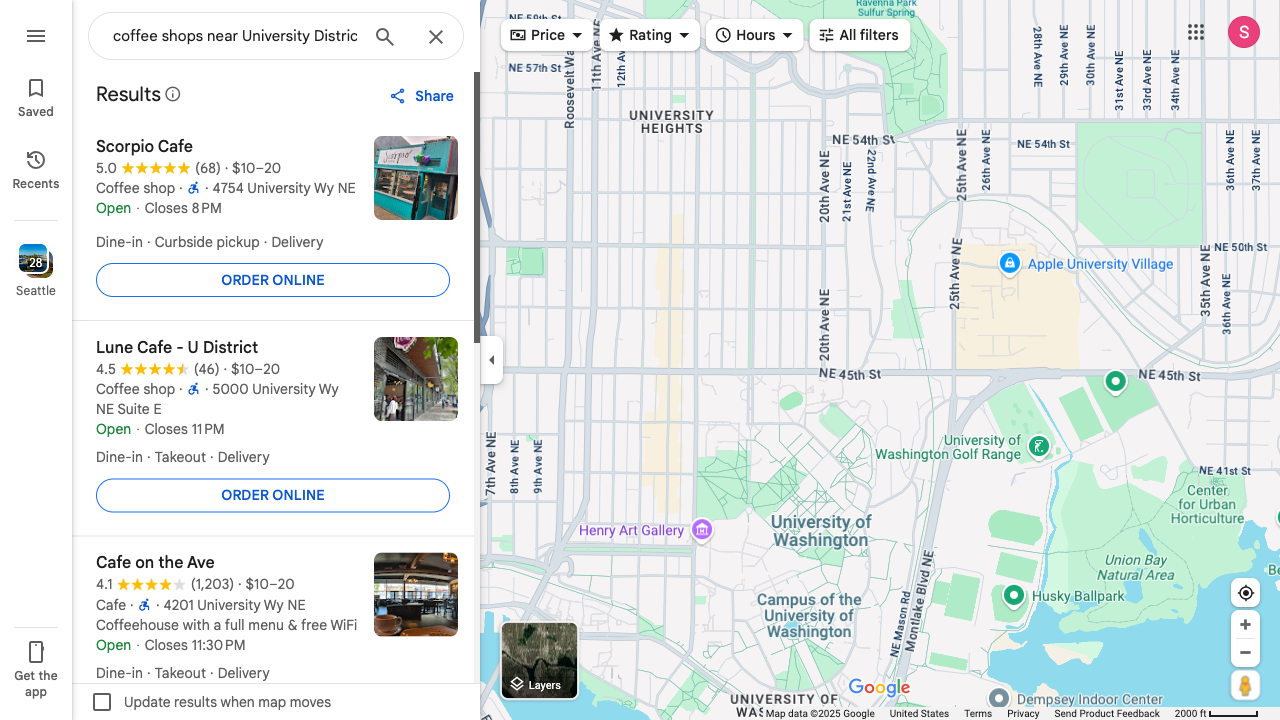 coffee shops near University Distric
Saved
Recents
28
Seattle
Get the
app
Results
Share
Scorpio Cafe
5.0 (68) · $10–20
Coffee shop · · 4754 University Wy NE
Open · Closes 8 PM
Dine-in · Curbside pickup · Delivery
ORDER ONLINE
Lune Cafe - U District
4.5 (46) · $10–20
Coffee shop · · 5000 University Wy
NE Suite E
Open · Closes 11 PM
Dine-in · Takeout · Delivery
ORDER ONLINE
Cafe on the Ave
4.1 (1,203) · $10–20
Cafe · · 4201 University Wy NE
Coffeehouse with a full menu & free WiFi
Open · Closes 11:30 PM
Dine-in · Takeout · Delivery
Update results when map moves
Price
Rating
Hours
All filters
S
Ravenna Park
Sulfur Spring
NE 59th St
NE 57th St
Roosevelt Wa
11th Ave NE
12th Av
UNIVERSITY
HEIGHTS
NE 54th St
NE 54th St
20th Ave NE
21st Ave NE
22nd Ave NE
25th Ave NE
26th Ave NE
28th Ave NE
29th Ave NE
30th Ave NE
31st Ave NE
33rd Ave NE
34th Ave NE
36th Ave NE
37th Ave NE
NE 50th St
Apple University Village
25th Ave NE
35th Ave NE
36th Ave NE
20th Ave NE
NE 45th St
NE 45th St
7th Ave NE
8th Ave NE
9th Ave NE
University of
Washington Golf Range
NE 41st St
Center
for Urban
Horticulture
Henry Art Gallery
University of
Washington
Union Bay
Natural Area
Be
Campus of the
University of
Washington
NE Mason Rd
Montlake Blvd NE
Husky Ballpark
Layers
Google
UNIVERSITY OF
WAS
Dempsey Indoor Center
Map data ©2025 Google
United States
Terms
Privacy
Send Product Feedback
2000 ft